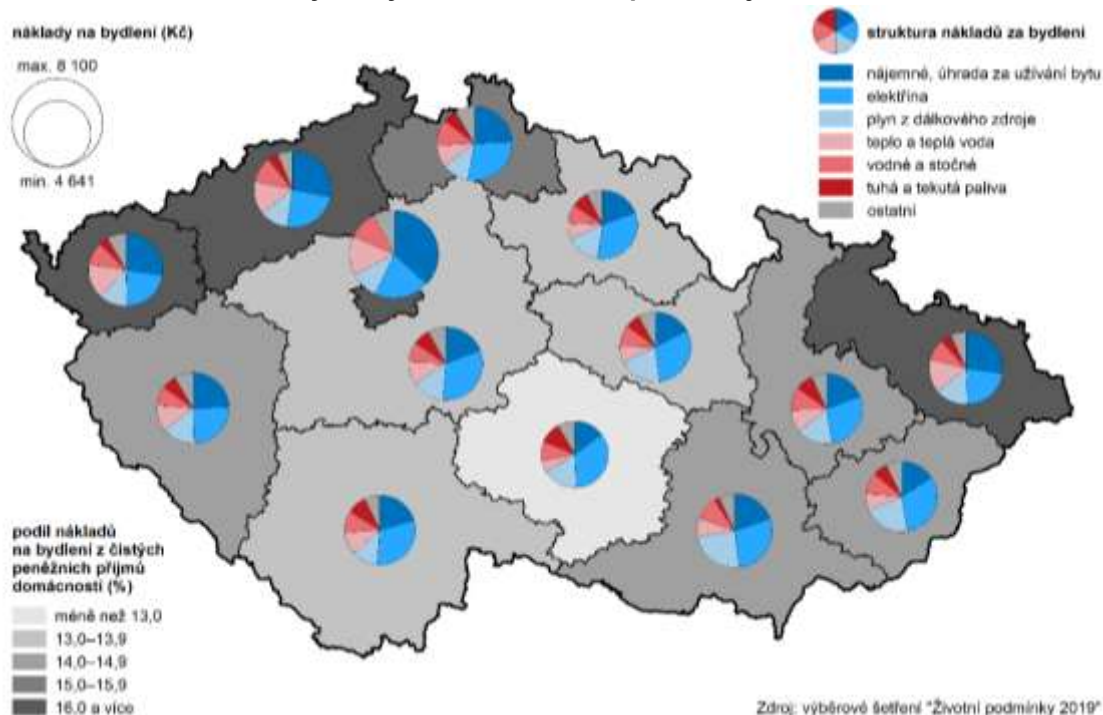 náklady na bydlení (Kč)
max. 8 100
min. 4 641
struktura nákladů za bydlení
nájemné, úhrada za užívání bytu
elektřina
plyn z dálkového zdroje
teplo a teplá voda
vodné a stočné
tuhá a tekutá paliva
ostatní
podíl nákladů
na bydlení z čistých
peněžních příjmů
domácností (%)
méně než 13,0
13,0–13,9
14,0–14,9
15,0–15,9
16,0 a více
Zdroj: výběrové šetření "Životní podmínky 2019"